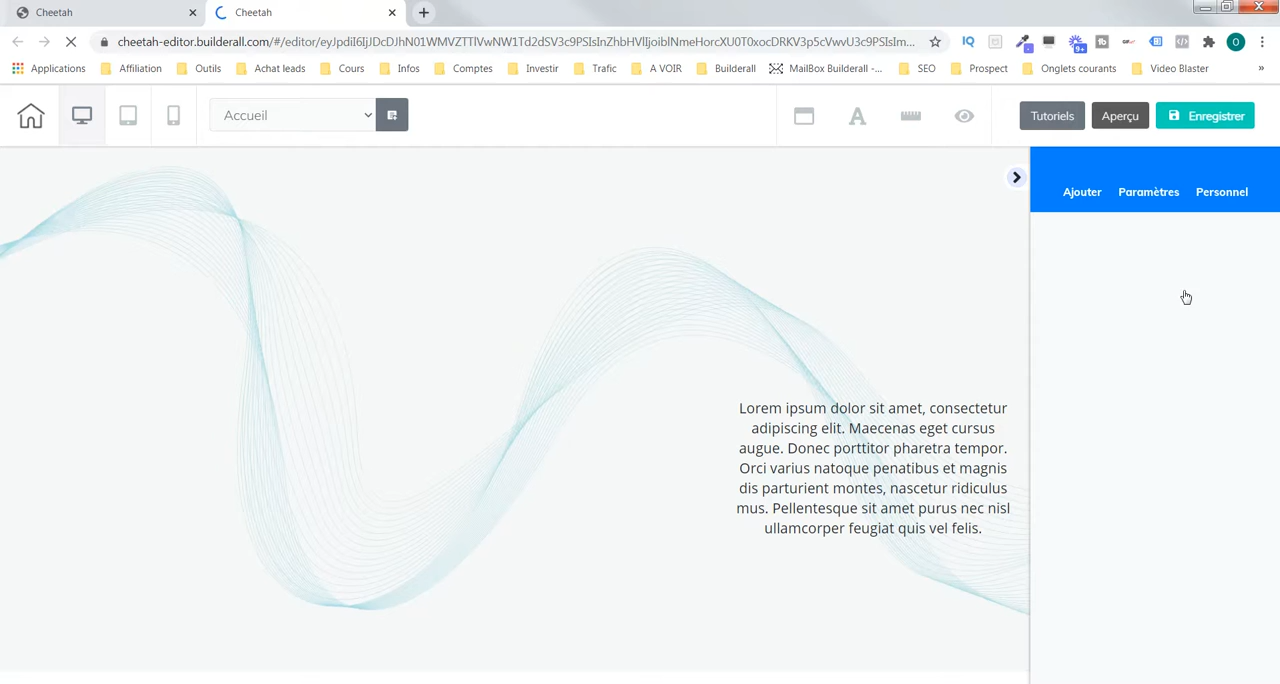 Cheetah
Cheetah
cheetah-editor.builderall.com/#/editor/eyJpdiI6IjJDcDJhN01WMVZTTlVwNW1Td2dSV3c9PSIsInZhbHVlIjoiblNmeHorcXU0T0xocDRKV3p5cVwvU3c9PSIsIm...
IQ
9+
O
Applications
Affiliation
Outils
Achat leads
Cours
Infos
Comptes
Investir
Trafic
A VOIR
Builderall
MailBox Builderall -...
SEO
Prospect
Onglets courants
Video Blaster
»
Accueil
A
Tutoriels
Aperçu
Enregistrer
Ajouter
Paramètres
Personnel
Lorem ipsum dolor sit amet, consectetur
adipiscing elit. Maecenas eget cursus
augue. Donec porttitor pharetra tempor.
Orci varius natoque penatibus et magnis
dis parturient montes, nascetur ridiculus
mus. Pellentesque sit amet purus nec nisl
ullamcorper feugiat quis vel felis.